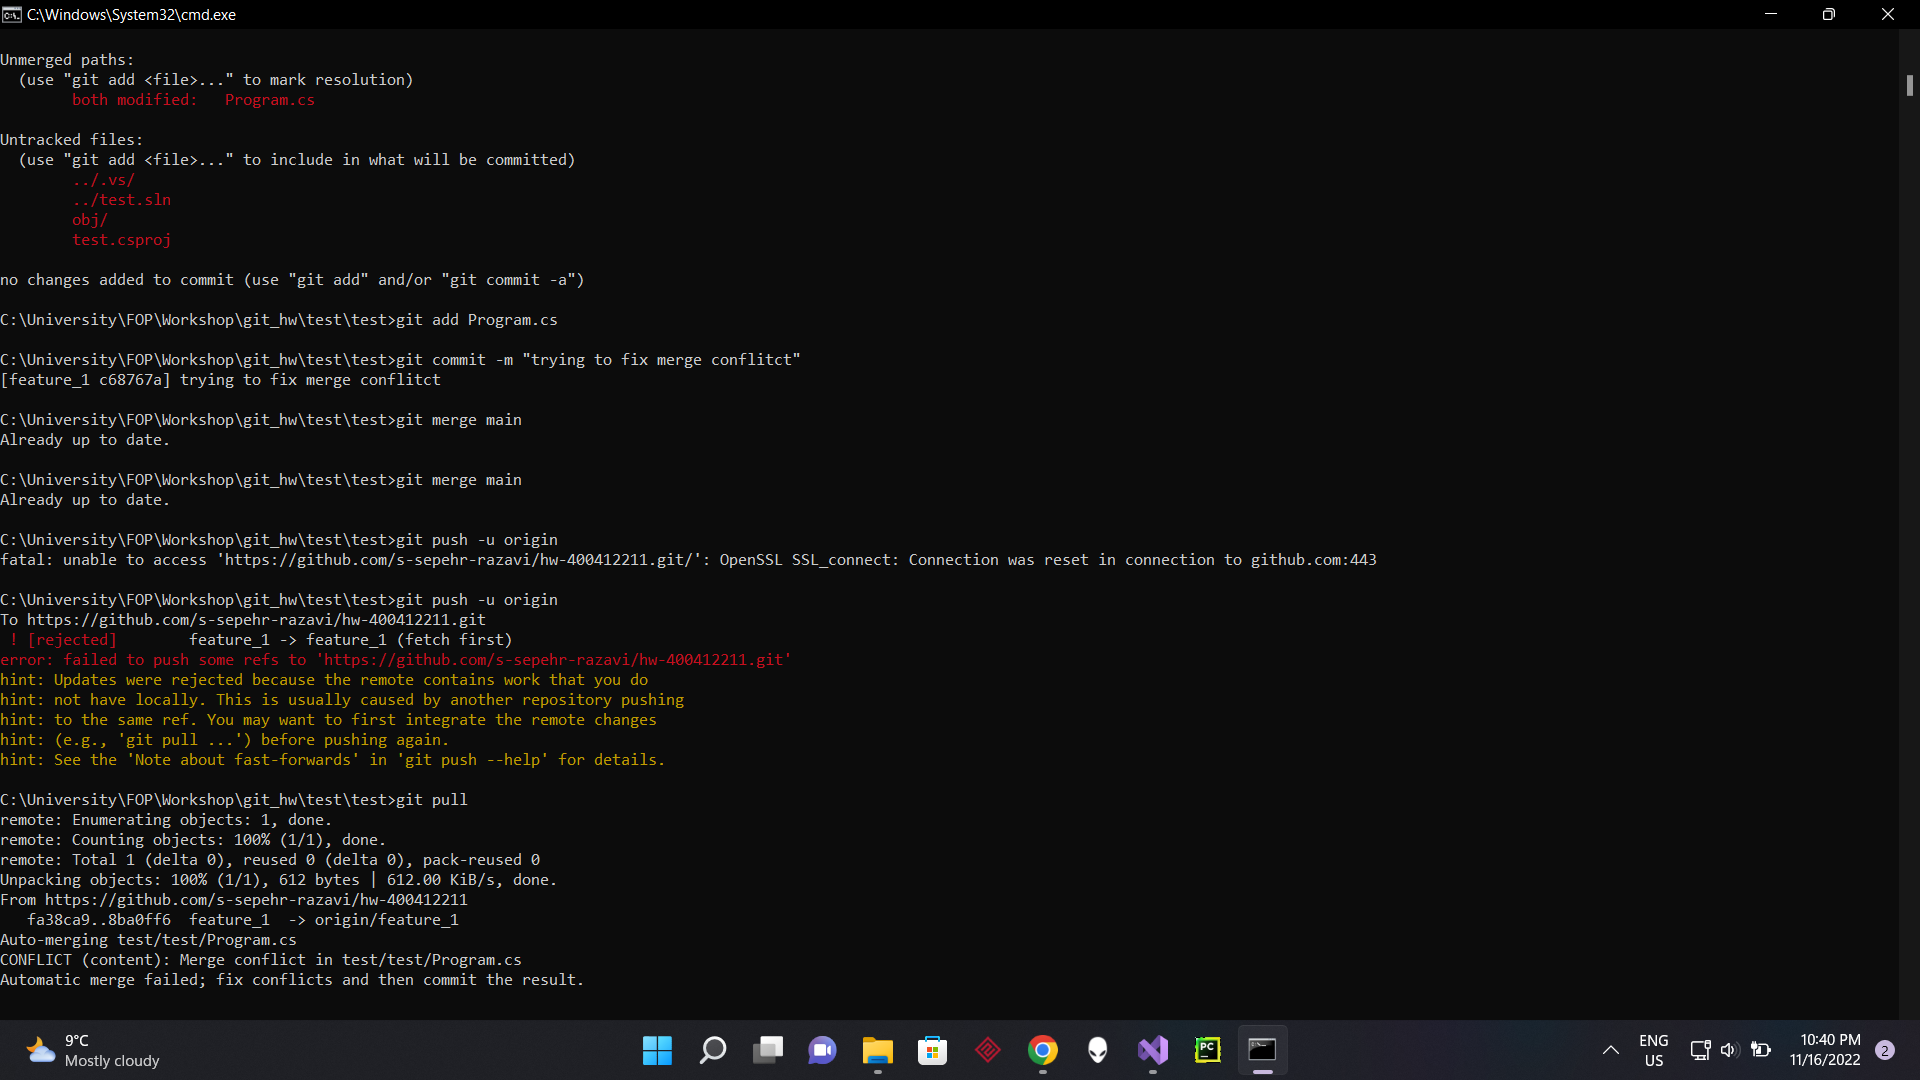 C:\Windows\System32\cmd.exe
Unmerged paths:
  (use "git add <file>..." to mark resolution)
        both modified:   Program.cs

Untracked files:
  (use "git add <file>..." to include in what will be committed)
        ../.vs/
        ../test.sln
        obj/
        test.csproj

no changes added to commit (use "git add" and/or "git commit -a")

C:\University\FOP\Workshop\git_hw\test\test>git add Program.cs

C:\University\FOP\Workshop\git_hw\test\test>git commit -m "trying to fix merge conflitct"
[feature_1 c68767a] trying to fix merge conflitct

C:\University\FOP\Workshop\git_hw\test\test>git merge main
Already up to date.

C:\University\FOP\Workshop\git_hw\test\test>git merge main
Already up to date.

C:\University\FOP\Workshop\git_hw\test\test>git push -u origin
fatal: unable to access 'https://github.com/s-sepehr-razavi/hw-400412211.git/': OpenSSL SSL_connect: Connection was reset in connection to github.com:443

C:\University\FOP\Workshop\git_hw\test\test>git push -u origin
To https://github.com/s-sepehr-razavi/hw-400412211.git
 ! [rejected]        feature_1 -> feature_1 (fetch first)
error: failed to push some refs to 'https://github.com/s-sepehr-razavi/hw-400412211.git'
hint: Updates were rejected because the remote contains work that you do
hint: not have locally. This is usually caused by another repository pushing
hint: to the same ref. You may want to first integrate the remote changes
hint: (e.g., 'git pull ...') before pushing again.
hint: See the 'Note about fast-forwards' in 'git push --help' for details.

C:\University\FOP\Workshop\git_hw\test\test>git pull
remote: Enumerating objects: 1, done.
remote: Counting objects: 100% (1/1), done.
remote: Total 1 (delta 0), reused 0 (delta 0), pack-reused 0
Unpacking objects: 100% (1/1), 612 bytes | 612.00 KiB/s, done.
From https://github.com/s-sepehr-razavi/hw-400412211
   fa38ca9..8ba0ff6  feature_1  -> origin/feature_1
Auto-merging test/test/Program.cs
CONFLICT (content): Merge conflict in test/test/Program.cs
Automatic merge failed; fix conflicts and then commit the result.
9°C
Mostly cloudy
PC
ENG
US
10:40 PM
11/16/2022
2